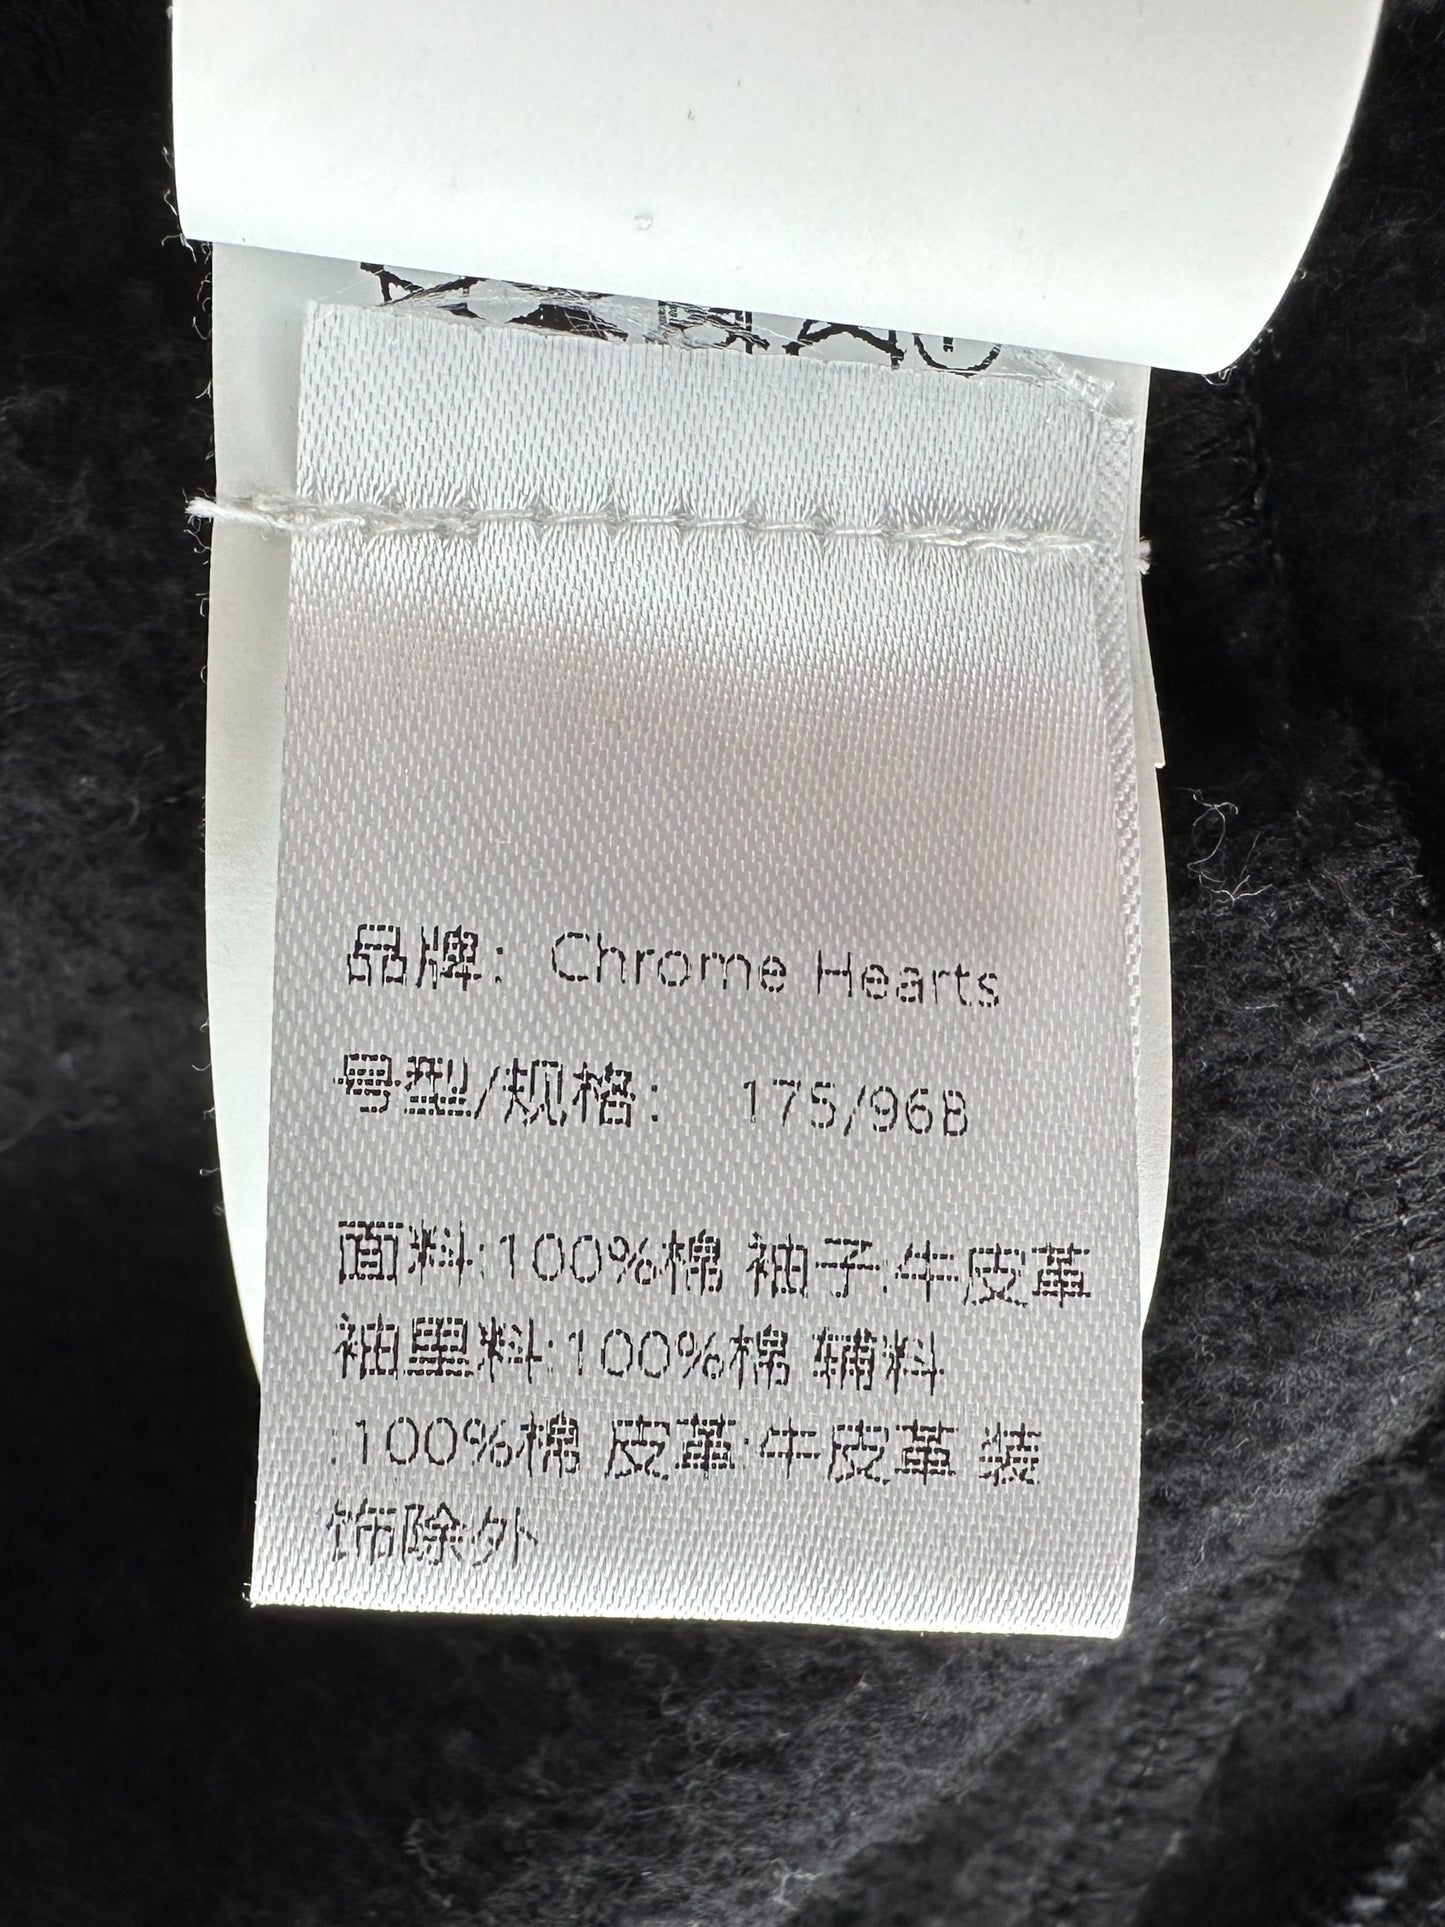 品牌: Chrome Hearts
号型/规格: 175/96B
面料:100%棉 袖子:牛皮革
袖里料:100%棉 辅料
:100%棉 皮革:牛皮革 装
饰除外